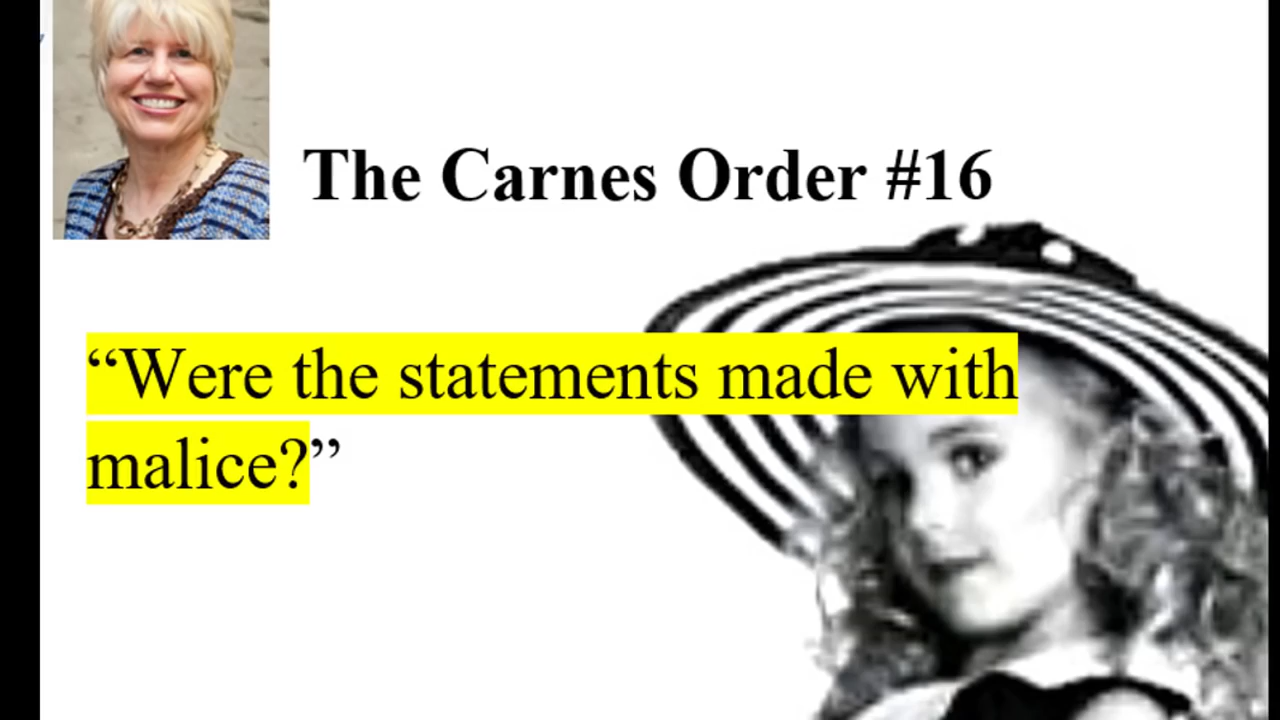 The Carnes Order #16
“Were the statements made with
malice?”